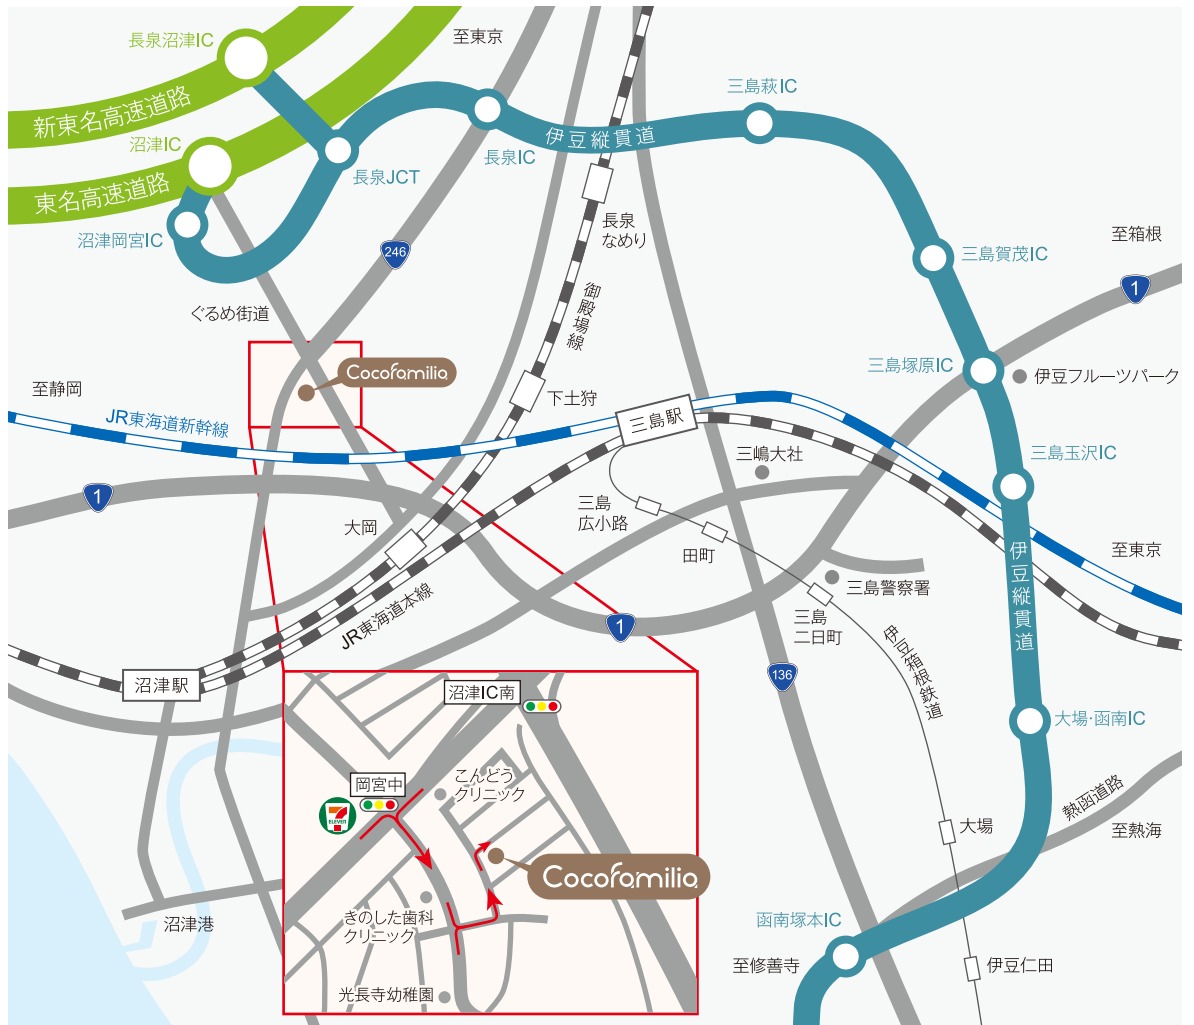 長泉沼津IC
至東京
新東名高速道路
沼津IC
東名高速道路
沼津岡宮IC
長泉JCT
長泉IC
伊豆縦貫道
三島萩IC
長泉
なめり
246
至箱根
三島賀茂IC
1
ぐるめ街道
御殿場線
Cocofamilia
三島塚原IC
伊豆フルーツパーク
至静岡
下土狩
JR東海道新幹線
三島駅
三嶋大社
三島玉沢IC
1
三島
広小路
大岡
田町
至東京
伊豆縦貫道
三島警察署
JR東海道本線
三島
二日町
1
伊豆箱根鉄道
136
沼津駅
沼津IC南
大場·函南IC
岡宮中
こんどう
クリニック
7
ELEVEN
熱函道路
大場
至熱海
Cocofamilia
きのした歯科
クリニック
沼津港
函南塚本IC
至修善寺
伊豆仁田
光長寺幼稚園